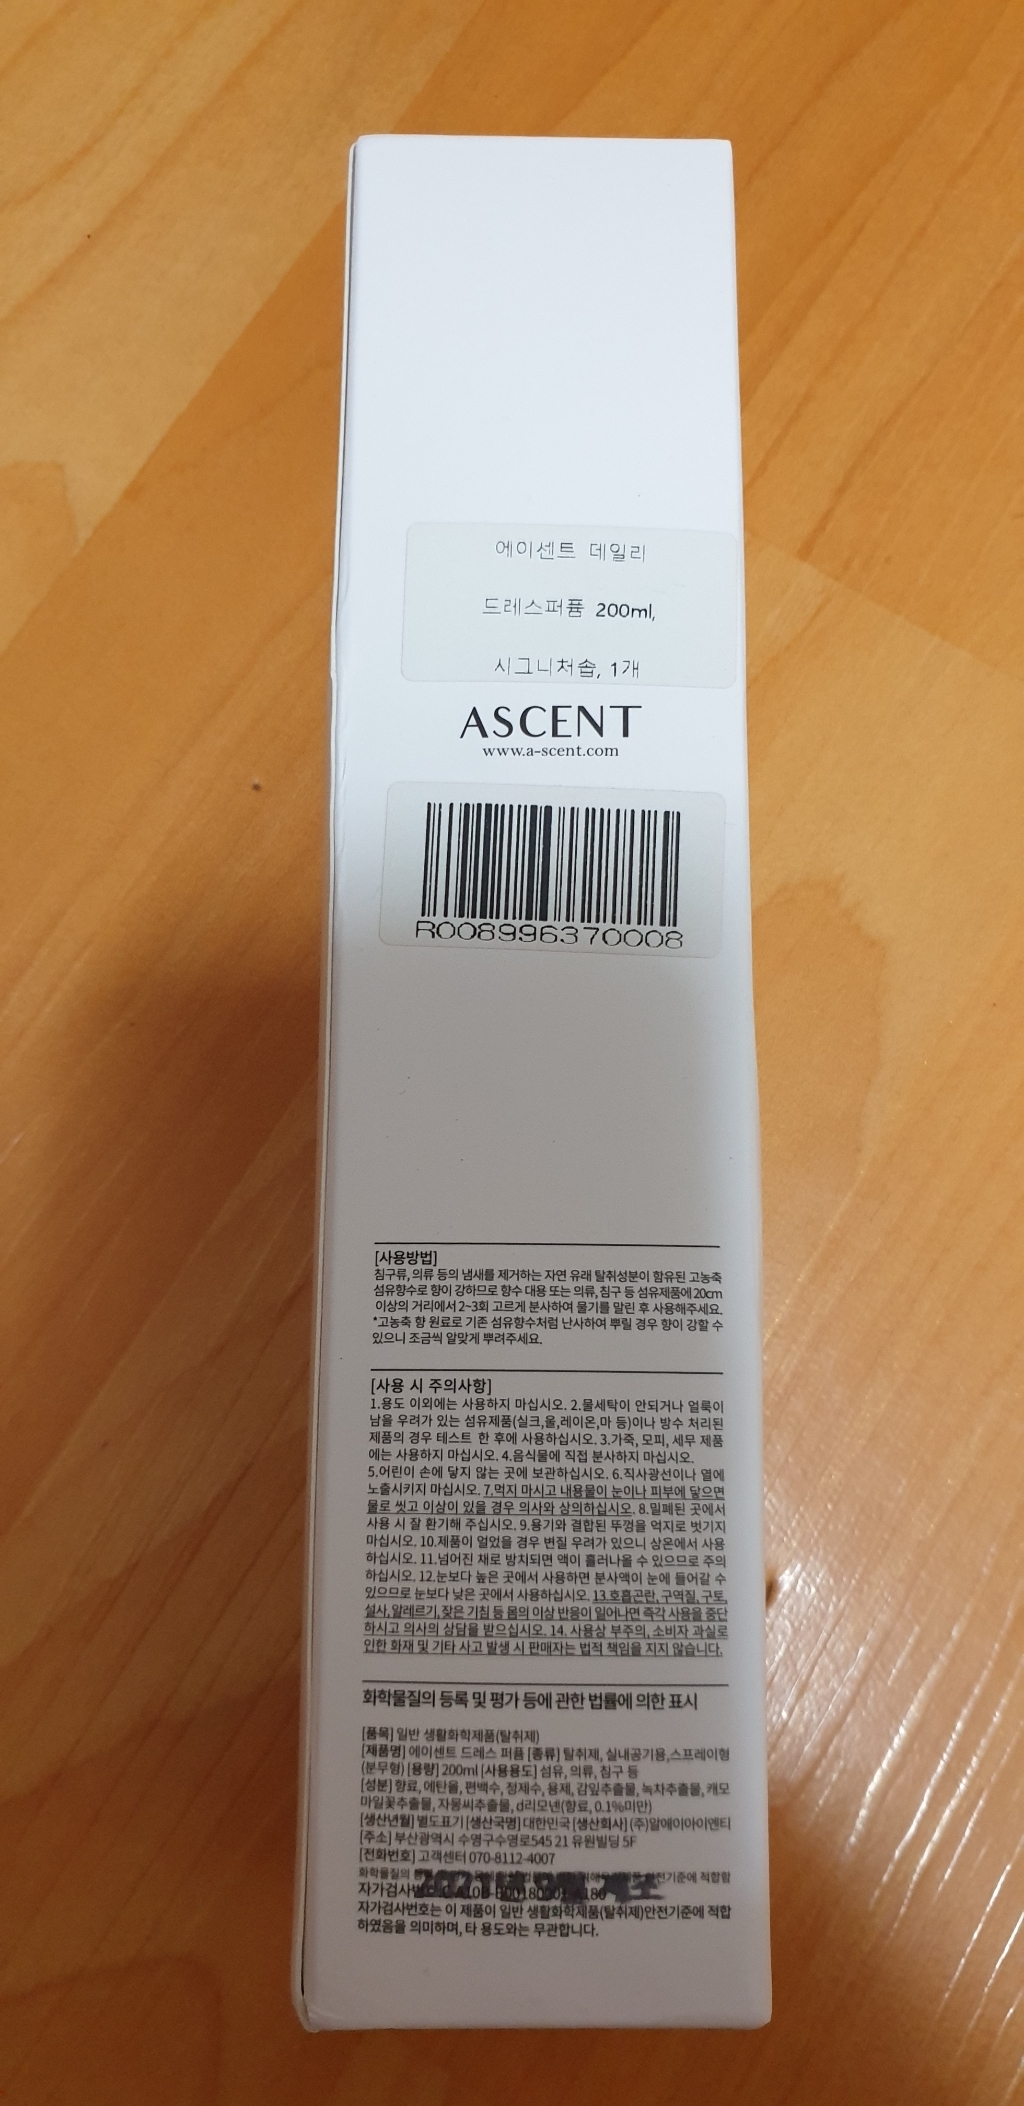 에이센트 데일리
드레스퍼퓸 200ml,
시그니처솝, 1개
ASCENT
www.a-scent.com
R008996370008
[사용방법]
침구류, 의류 등의 냄새를 제거하는 자연 유래 탈취성분이 함유된 고농축
섬유향수로 향이 강하므로 향수 대용 또는 의류, 침구 등 섬유제품에 20cm
이상의 거리에서 2~3회 고르게 분사하여 물기를 말린 후 사용해주세요.
*고농축 향 원료로 기존 섬유향수처럼 난사하여 뿌릴 경우 향이 강할 수
있으니 조금씩 알맞게 뿌려주세요.
[사용 시 주의사항]
1.용도 이외에는 사용하지 마십시오. 2.물세탁이 안되거나 얼룩이
남을 우려가 있는 섬유제품(실크,울,레이온,마 등)이나 방수 처리된
제품의 경우 테스트 한 후에 사용하십시오. 3.가죽, 모피, 세무 제품
에는 사용하지 마십시오. 4.음식물에 직접 분사하지 마십시오.
5.어린이 손에 닿지 않는 곳에 보관하십시오. 6.직사광선이나 열에
노출시키지 마십시오. 7.먹지 마시고 내용물이 눈이나 피부에 닿으면
물로 씻고 이상이 있을 경우 의사와 상의하십시오. 8.밀폐된 곳에서
사용 시 잘 환기해 주십시오. 9.용기와 결합된 뚜껑을 억지로 벗기지
마십시오. 10.제품이 얼었을 경우 변질 우려가 있으니 상온에서 사용
하십시오. 11.넘어진 채로 방치되면 액이 흘러나올 수 있으므로 주의
하십시오. 12.눈보다 높은 곳에서 사용하면 분사액이 눈에 들어갈 수
있으므로 눈보다 낮은 곳에서 사용하십시오. 13.호흡곤란, 구역질, 구토,
설사, 알레르기, 잦은 기침 등 몸의 이상 반응이 일어나면 즉각 사용을 중단
하시고 의사의 상담을 받으십시오. 14. 사용상 부주의, 소비자 과실로
인한 화재 및 기타 사고 발생 시 판매자는 법적 책임을 지지 않습니다.
화학물질의 등록 및 평가 등에 관한 법률에 의한 표시
[품목] 일반 생활화학제품(탈취제)
[제품명] 에이센트 드레스 퍼퓸 [종류] 탈취제, 실내공기용,스프레이형
(분무형) [용량] 200ml [사용용도] 섬유, 의류, 침구 등
[성분] 향료, 에탄올, 편백수, 정제수, 용제, 감잎추출물, 녹차추출물, 캐모
마일꽃추출물, 자몽씨추출물, d리모넨(향료, 0.1%미만)
[생산년월] 별도표기 [생산국명] 대한민국 [생산회사] (주)알에이아이엔티
[주소] 부산광역시 수영구수영로545 21 유원빌딩 5F
[전화번호] 고객센터 070-8112-4007
화학물질의 안전기준에 적합함
자가검사번호
자가검사번호는 이 제품이 일반 생활화학제품(탈취제)안전기준에 적합
하였음을 의미하며, 타 용도와는 무관합니다.